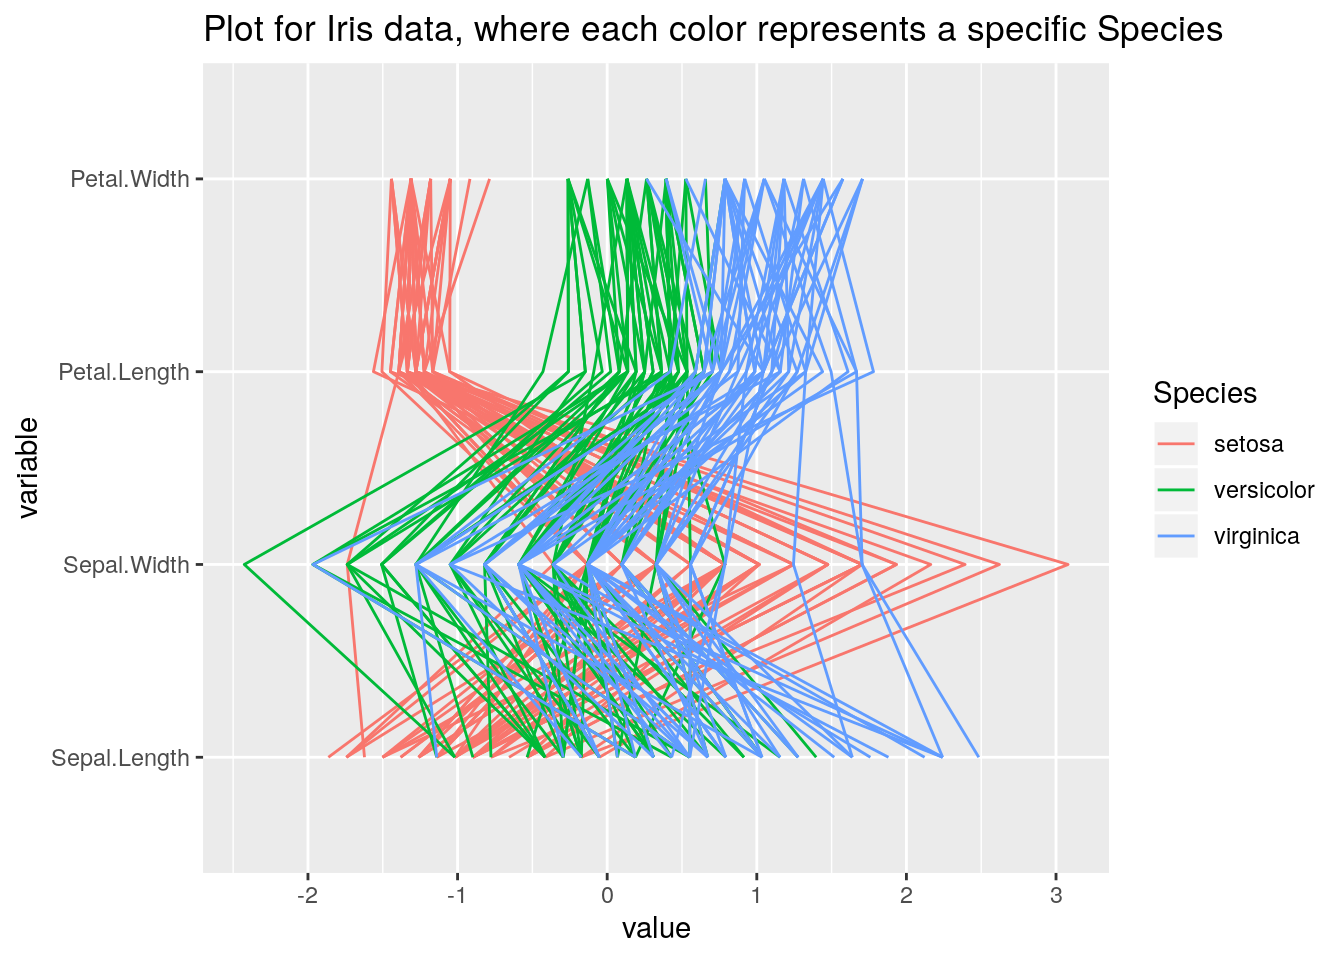 Plot for Iris data, where each color represents a specific Species
variable
Petal.Width
Petal.Length
Sepal.Width
Sepal.Length
-2 -1 0 1 2 3
value
Species
setosa
versicolor
virginica